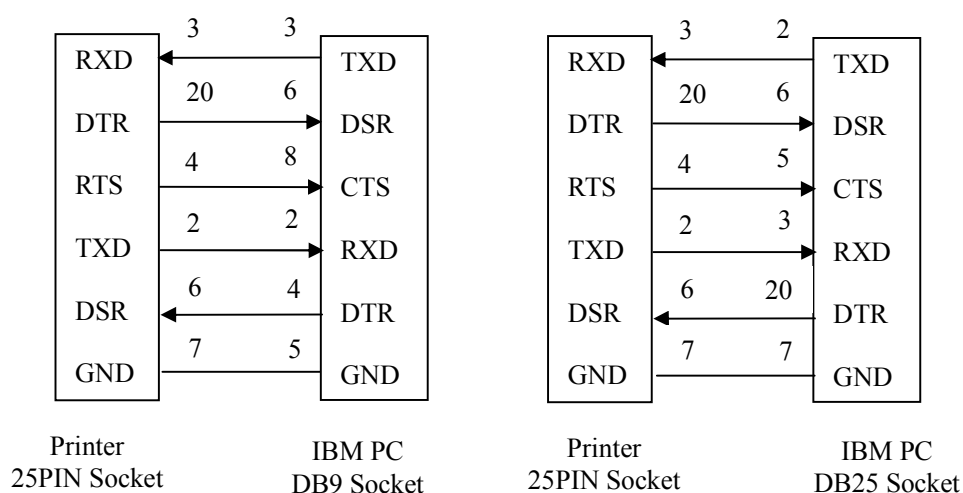 3 3
RXD TXD
20 6
DTR DSR
4 8
RTS CTS
2 2
TXD RXD
6 4
DSR DTR
7 5
GND GND
Printer
25PIN Socket
IBM PC
DB9 Socket
3 2
RXD TXD
20 6
DTR DSR
4 5
RTS CTS
2 3
TXD RXD
6 20
DSR DTR
7 7
GND GND
Printer
25PIN Socket
IBM PC
DB25 Socket